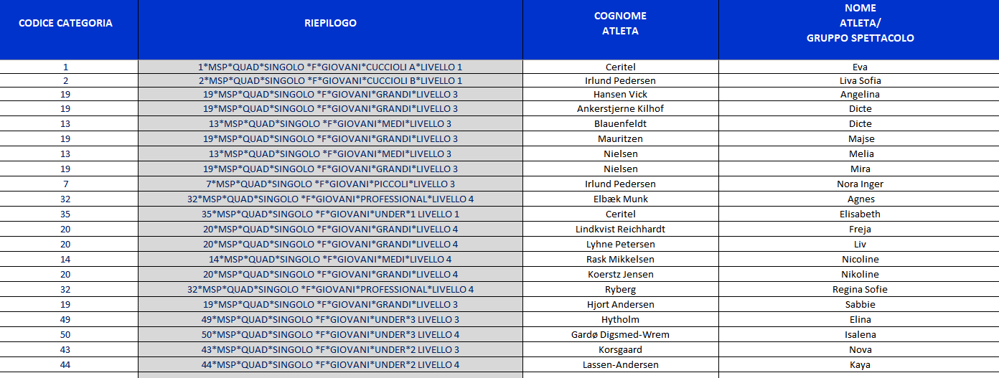 CODICE CATEGORIA RIEPILOGO COGNOME ATLETA NOME ATLETA/ GRUPPO SPETTACOLO
1 1*MSP*QUAD*SINGOLO *F*GIOVANI*CUCCIOLI A*LIVELLO 1 Ceritel Eva
2 2*MSP*QUAD*SINGOLO *F*GIOVANI*CUCCIOLI B*LIVELLO 1 Irlund Pedersen Liva Sofia
19 19*MSP*QUAD*SINGOLO *F*GIOVANI*GRANDI*LIVELLO 3 Hansen Vick Angelina
19 19*MSP*QUAD*SINGOLO *F*GIOVANI*GRANDI*LIVELLO 3 Ankerstjerne Kilhof Dicte
13 13*MSP*QUAD*SINGOLO *F*GIOVANI*MEDI*LIVELLO 3 Blauenfeldt Dicte
19 19*MSP*QUAD*SINGOLO *F*GIOVANI*GRANDI*LIVELLO 3 Mauritzen Majse
13 13*MSP*QUAD*SINGOLO *F*GIOVANI*MEDI*LIVELLO 3 Nielsen Melia
19 19*MSP*QUAD*SINGOLO *F*GIOVANI*GRANDI*LIVELLO 3 Nielsen Mira
7 7*MSP*QUAD*SINGOLO *F*GIOVANI*PICCOLI*LIVELLO 3 Irlund Pedersen Nora Inger
32 32*MSP*QUAD*SINGOLO *F*GIOVANI*PROFESSIONAL*LIVELLO 4 Elbæk Munk Agnes
35 35*MSP*QUAD*SINGOLO *F*GIOVANI*UNDER*1 LIVELLO 1 Ceritel Elisabeth
20 20*MSP*QUAD*SINGOLO *F*GIOVANI*GRANDI*LIVELLO 4 Lindkvist Reichhardt Freja
20 20*MSP*QUAD*SINGOLO *F*GIOVANI*GRANDI*LIVELLO 4 Lyhne Petersen Liv
14 14*MSP*QUAD*SINGOLO *F*GIOVANI*MEDI*LIVELLO 4 Rask Mikkelsen Nicoline
20 20*MSP*QUAD*SINGOLO *F*GIOVANI*GRANDI*LIVELLO 4 Koerstz Jensen Nikoline
32 32*MSP*QUAD*SINGOLO *F*GIOVANI*PROFESSIONAL*LIVELLO 4 Ryberg Regina Sofie
19 19*MSP*QUAD*SINGOLO *F*GIOVANI*GRANDI*LIVELLO 3 Hjort Andersen Sabbie
49 49*MSP*QUAD*SINGOLO *F*GIOVANI*UNDER*3 LIVELLO 3 Hytholm Elina
50 50*MSP*QUAD*SINGOLO *F*GIOVANI*UNDER*3 LIVELLO 4 Gardø Digsmed-Wrem Isalena
43 43*MSP*QUAD*SINGOLO *F*GIOVANI*UNDER*2 LIVELLO 3 Korsgaard Nova
44 44*MSP*QUAD*SINGOLO *F*GIOVANI*UNDER*2 LIVELLO 4 Lassen-Andersen Kaya